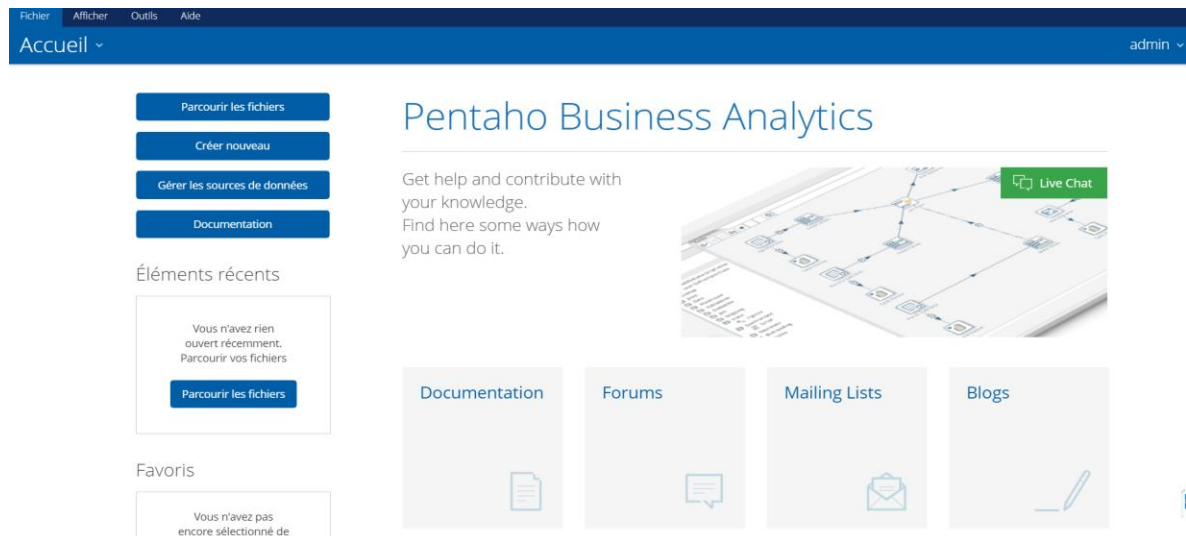 Fichier Afficher Outils Aide
Accueil
admin
Parcourir les fichiers
Créer nouveau
Gérer les sources de données
Documentation
Éléments récents
Vous n'avez rien
ouvert récemment.
Parcourir vos fichiers
Parcourir les fichiers
Favoris
Vous n'avez pas
encore sélectionné de
Pentaho Business Analytics
Get help and contribute with
your knowledge.
Find here some ways how
you can do it.
Live Chat
Documentation
Forums
Mailing Lists
Blogs